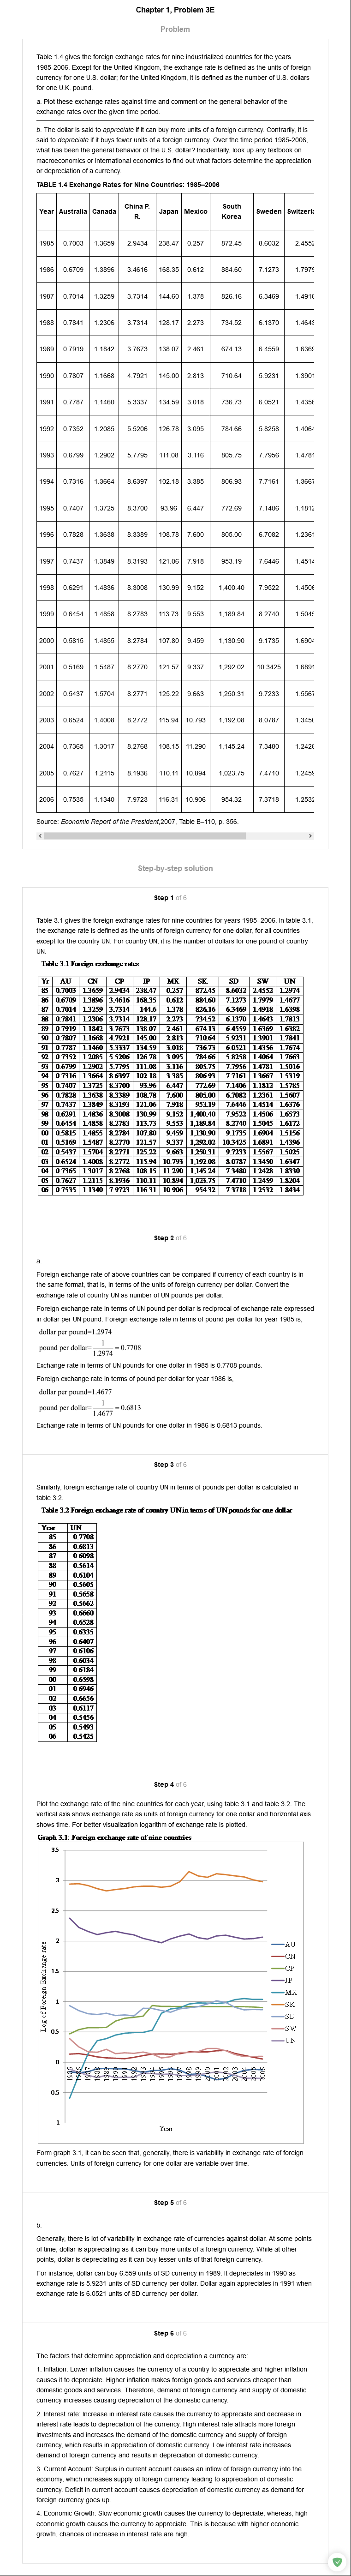 Chapter 1, Problem 3E
Problem
Table 1.4 gives the foreign exchange rates for nine industrialized countries for the years
1985-2006. Except for the United Kingdom, the exchange rate is defined as the units of foreign
currency for one U.S. dollar; for the United Kingdom, it is defined as the number of U.S. dollars
for one U.K. pound.
a. Plot these exchange rates against time and comment on the general behavior of the
exchange rates over the given time period.
b. The dollar is said to appreciate if it can buy more units of a foreign currency. Contrarily, it is
said to depreciate if it buys fewer units of a foreign currency. Over the time period 1985-2006,
what has been the general behavior of the U.S. dollar? Incidentally, look up any textbook on
macroeconomics or international economics to find out what factors determine the appreciation
or depreciation of a currency.
TABLE 1.4 Exchange Rates for Nine Countries: 1985–2006
Year Australia Canada China P. R. Japan Mexico South Korea Sweden Switzerla
1985 0.7003 1.3659 2.9434 238.47 0.257 872.45 8.6032 2.4552
1986 0.6709 1.3896 3.4616 168.35 0.612 884.60 7.1273 1.7979
1987 0.7014 1.3259 3.7314 144.60 1.378 826.16 6.3469 1.4918
1988 0.7841 1.2306 3.7314 128.17 2.273 734.52 6.1370 1.4643
1989 0.7919 1.1842 3.7673 138.07 2.461 674.13 6.4559 1.6369
1990 0.7807 1.1668 4.7921 145.00 2.813 710.64 5.9231 1.3901
1991 0.7787 1.1460 5.3337 134.59 3.018 736.73 6.0521 1.4356
1992 0.7352 1.2085 5.5206 126.78 3.095 784.66 5.8258 1.4064
1993 0.6799 1.2902 5.7795 111.08 3.116 805.75 7.7956 1.4781
1994 0.7316 1.3664 8.6397 102.18 3.385 806.93 7.7161 1.3667
1995 0.7407 1.3725 8.3700 93.96 6.447 772.69 7.1406 1.1812
1996 0.7828 1.3638 8.3389 108.78 7.600 805.00 6.7082 1.2361
1997 0.7437 1.3849 8.3193 121.06 7.918 953.19 7.6446 1.4514
1998 0.6291 1.4836 8.3008 130.99 9.152 1,400.40 7.9522 1.4506
1999 0.6454 1.4858 8.2783 113.73 9.553 1,189.84 8.2740 1.5045
2000 0.5815 1.4855 8.2784 107.80 9.459 1,130.90 9.1735 1.6904
2001 0.5169 1.5487 8.2770 121.57 9.337 1,292.02 10.3425 1.6891
2002 0.5437 1.5704 8.2771 125.22 9.663 1,250.31 9.7233 1.5567
2003 0.6524 1.4008 8.2772 115.94 10.793 1,192.08 8.0787 1.3450
2004 0.7365 1.3017 8.2768 108.15 11.290 1,145.24 7.3480 1.2428
2005 0.7627 1.2115 8.1936 110.11 10.894 1,023.75 7.4710 1.2459
2006 0.7535 1.1340 7.9723 116.31 10.906 954.32 7.3718 1.2532
Source: Economic Report of the President,2007, Table B–110, p. 356.
Step-by-step solution
Step 1 of 6
Table 3.1 gives the foreign exchange rates for nine countries for years 1985–2006. In table 3.1,
the exchange rate is defined as the units of foreign currency for one dollar, for all countries
except for the country UN. For country UN, it is the number of dollars for one pound of country
UN.
Table 3.1 Foreign exchange rates
Yr AU CN CP JP MX SK SD SW UN
85 0.7003 1.3659 2.9434 238.47 0.257 872.45 8.6032 2.4552 1.2974
86 0.6709 1.3896 3.4616 168.35 0.612 884.60 7.1273 1.7979 1.4677
87 0.7014 1.3259 3.7314 144.6 1.378 826.16 6.3469 1.4918 1.6398
88 0.7841 1.2306 3.7314 128.17 2.273 734.52 6.1370 1.4643 1.7813
89 0.7919 1.1842 3.7673 138.07 2.461 674.13 6.4559 1.6369 1.6382
90 0.7807 1.1668 4.7921 145.00 2.813 710.64 5.9231 1.3901 1.7841
91 0.7787 1.1460 5.3337 134.59 3.018 736.73 6.0521 1.4356 1.7674
92 0.7352 1.2085 5.5206 126.78 3.095 784.66 5.8258 1.4064 1.7663
93 0.6799 1.2902 5.7795 111.08 3.116 805.75 7.7956 1.4781 1.5016
94 0.7316 1.3664 8.6397 102.18 3.385 806.93 7.7161 1.3667 1.5319
95 0.7407 1.3725 8.3700 93.96 6.447 772.69 7.1406 1.1812 1.5785
96 0.7828 1.3638 8.3389 108.78 7.600 805.00 6.7082 1.2361 1.5607
97 0.7437 1.3849 8.3193 121.06 7.918 953.19 7.6446 1.4514 1.6376
98 0.6291 1.4836 8.3008 130.99 9.152 1,400.40 7.9522 1.4506 1.6573
99 0.6454 1.4858 8.2783 113.73 9.553 1,189.84 8.2740 1.5045 1.6172
00 0.5815 1.4855 8.2784 107.80 9.459 1,130.90 9.1735 1.6904 1.5156
01 0.5169 1.5487 8.2770 121.57 9.337 1,292.02 10.3425 1.6891 1.4396
02 0.5437 1.5704 8.2771 125.22 9.663 1,250.31 9.7233 1.5567 1.5025
03 0.6524 1.4008 8.2772 115.94 10.793 1,192.08 8.0787 1.3450 1.6347
04 0.7365 1.3017 8.2768 108.15 11.290 1,145.24 7.3480 1.2428 1.8330
05 0.7627 1.2115 8.1936 110.11 10.894 1,023.75 7.4710 1.2459 1.8204
06 0.7535 1.1340 7.9723 116.31 10.906 954.32 7.3718 1.2532 1.8434
Step 2 of 6
a.
Foreign exchange rate of above countries can be compared if currency of each country is in
the same format, that is, in terms of the units of foreign currency per dollar. Convert the
exchange rate of country UN as number of UN pounds per dollar.
Foreign exchange rate in terms of UN pound per dollar is reciprocal of exchange rate expressed
in dollar per UN pound. Foreign exchange rate in terms of pound per dollar for year 1985 is,
dollar per pound=1.2974
pound per dollar= 1/1.2974 = 0.7708
Exchange rate in terms of UN pounds for one dollar in 1985 is 0.7708 pounds.
Foreign exchange rate in terms of pound per dollar for year 1986 is,
dollar per pound=1.4677
pound per dollar= 1/1.4677 = 0.6813
Exchange rate in terms of UN pounds for one dollar in 1986 is 0.6813 pounds.
Step 3 of 6
Similarly, foreign exchange rate of country UN in terms of pounds per dollar is calculated in
table 3.2.
Table 3.2 Foreign exchange rate of country UN in terms of UN pounds for one dollar
Year UN
85 0.7708
86 0.6813
87 0.6098
88 0.5614
89 0.6104
90 0.5605
91 0.5658
92 0.5662
93 0.6660
94 0.6528
95 0.6335
96 0.6407
97 0.6106
98 0.6034
99 0.6184
00 0.6598
01 0.6946
02 0.6656
03 0.6117
04 0.5456
05 0.5493
06 0.5425
Step 4 of 6
Plot the exchange rate of the nine countries for each year, using table 3.1 and table 3.2. The
vertical axis shows exchange rate as units of foreign currency for one dollar and horizontal axis
shows time. For better visualization logarithm of exchange rate is plotted.
Graph 3.1: Foreign exchange rate of nine countries
3.5
3
2.5
2
1.5
1
0.5
0
-0.5
-1
Log of Foreign Exchange rate
1985 1986 1987 1988 1989 1990 1991 1992 1993 1994 1995 1996 1997 1998 1999 2000 2001 2002 2003 2004 2005 2006
Year
AU
CN
CP
JP
MX
SK
SD
SW
UN
Form graph 3.1, it can be seen that, generally, there is variability in exchange rate of foreign
currencies. Units of foreign currency for one dollar are variable over time.
Step 5 of 6
b.
Generally, there is lot of variability in exchange rate of currencies against dollar. At some points
of time, dollar is appreciating as it can buy more units of a foreign currency. While at other
points, dollar is depreciating as it can buy lesser units of that foreign currency.
For instance, dollar can buy 6.559 units of SD currency in 1989. It depreciates in 1990 as
exchange rate is 5.9231 units of SD currency per dollar. Dollar again appreciates in 1991 when
exchange rate is 6.0521 units of SD currency per dollar.
Step 6 of 6
The factors that determine appreciation and depreciation a currency are:
1. Inflation: Lower inflation causes the currency of a country to appreciate and higher inflation
causes it to depreciate. Higher inflation makes foreign goods and services cheaper than
domestic goods and services. Therefore, demand of foreign currency and supply of domestic
currency increases causing depreciation of the domestic currency.
2. Interest rate: Increase in interest rate causes the currency to appreciate and decrease in
interest rate leads to depreciation of the currency. High interest rate attracts more foreign
investments and increases the demand of the domestic currency and supply of foreign
currency, which results in appreciation of domestic currency. Low interest rate increases
demand of foreign currency and results in depreciation of domestic currency.
3. Current Account: Surplus in current account causes an inflow of foreign currency into the
economy, which increases supply of foreign currency leading to appreciation of domestic
currency. Deficit in current account causes depreciation of domestic currency as demand for
foreign currency goes up.
4. Economic Growth: Slow economic growth causes the currency to depreciate, whereas, high
economic growth causes the currency to appreciate. This is because with higher economic
growth, chances of increase in interest rate are high.